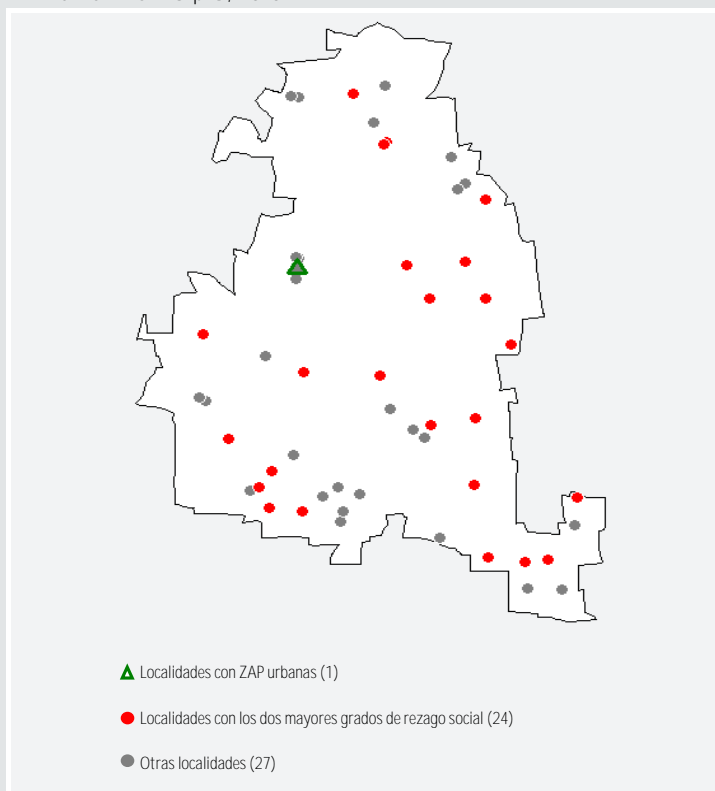 Localidades con ZAP urbanas (1)
Localidades con los dos mayores grados de rezago social (24)
Otras localidades (27)